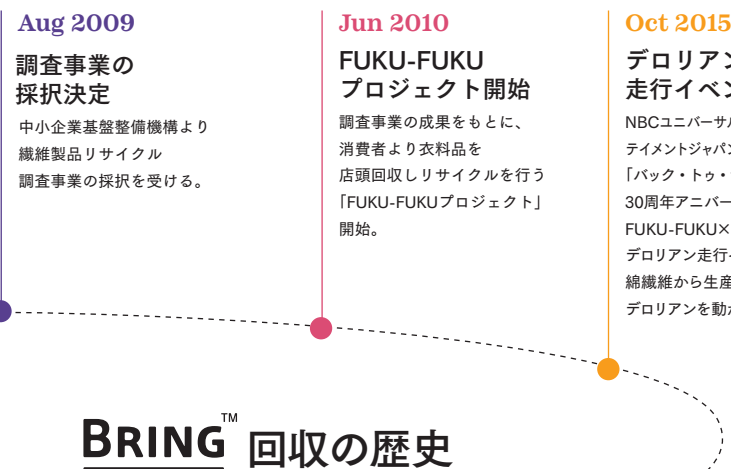 Aug 2009
調査事業の
採択決定
中小企業基盤整備機構より
繊維製品リサイクル
調査事業の採択を受ける。
Jun 2010
FUKU-FUKU
プロジェクト開始
調査事業の成果をもとに、
消費者より衣料品を
店頭回収しリサイクルを行う
「FUKU-FUKUプロジェクト」
開始。
Oct 2015
デロリアン
走行イベン
NBCユニバーサル
テイメントジャパン
「バック・トゥ・
30周年アニバー
FUKU-FUKU×
デロリアン走行イ
綿繊維から生産
デロリアンを動か
BRING™ 回収の歴史